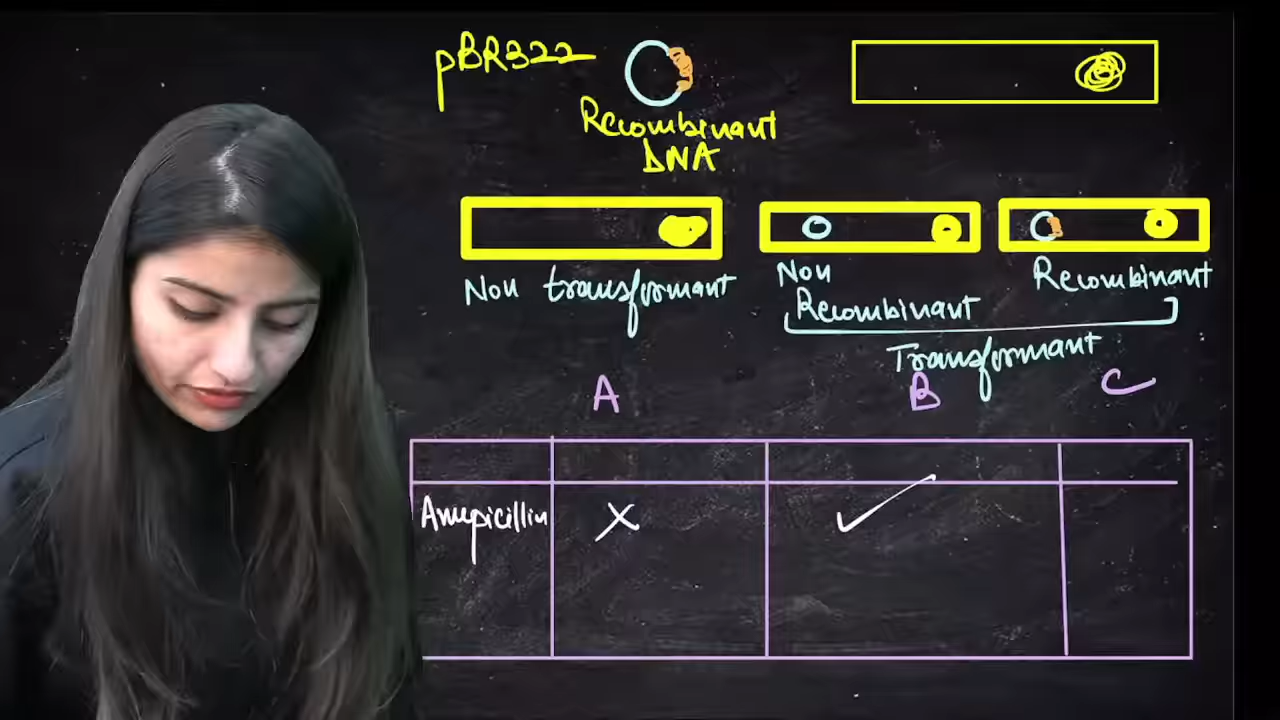 pBR322
Recombinant
DNA
Non transformant
Non
Recombinant
Recombinant
Transformant
A
B
C
Ampicillin